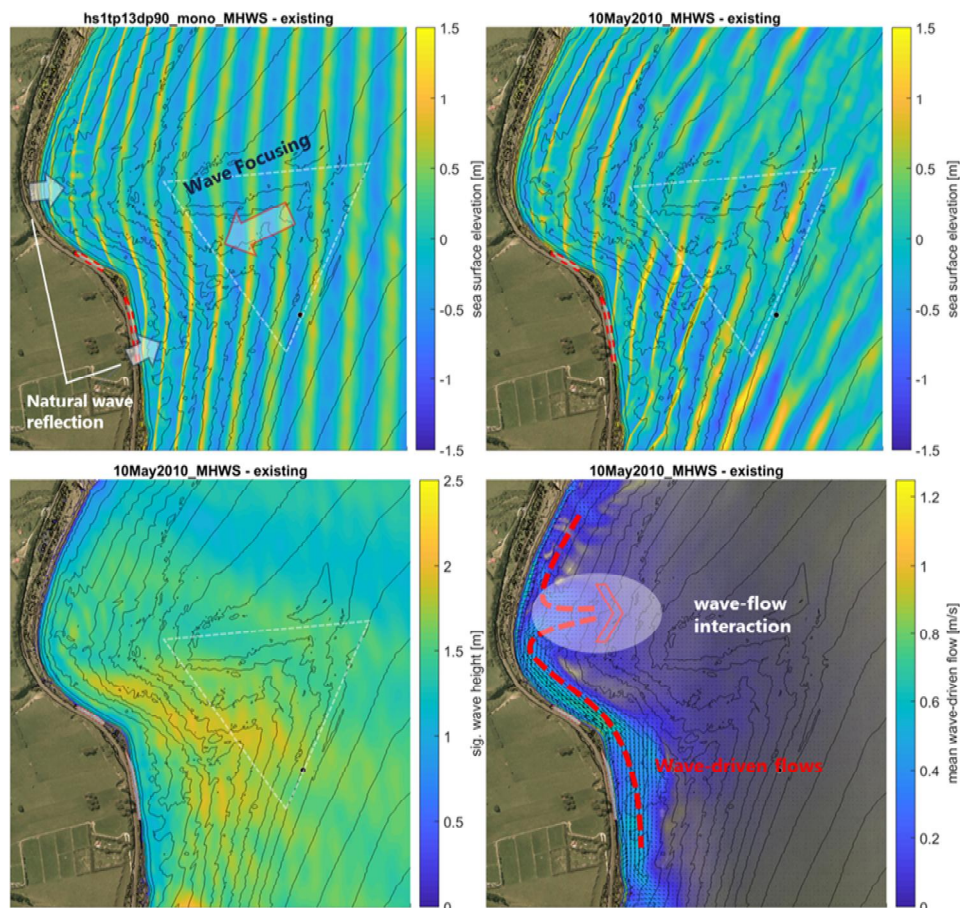 hs1tp13dp90_mono_MHWS - existing
1.5
1
0.5
0
-0.5
-1
-1.5
sea surface elevation [m]
Wave Focusing
Natural wave
reflection
10May2010_MHWS - existing
1.5
1
0.5
0
-0.5
-1
-1.5
sea surface elevation [m]
10May2010_MHWS - existing
2.5
2
1.5
1
0.5
0
sig. wave height [m]
10May2010_MHWS - existing
1.2
1
0.8
0.6
0.4
0.2
0
mean wave-driven flow [m/s]
wave-flow
interaction
Wave-driven flows